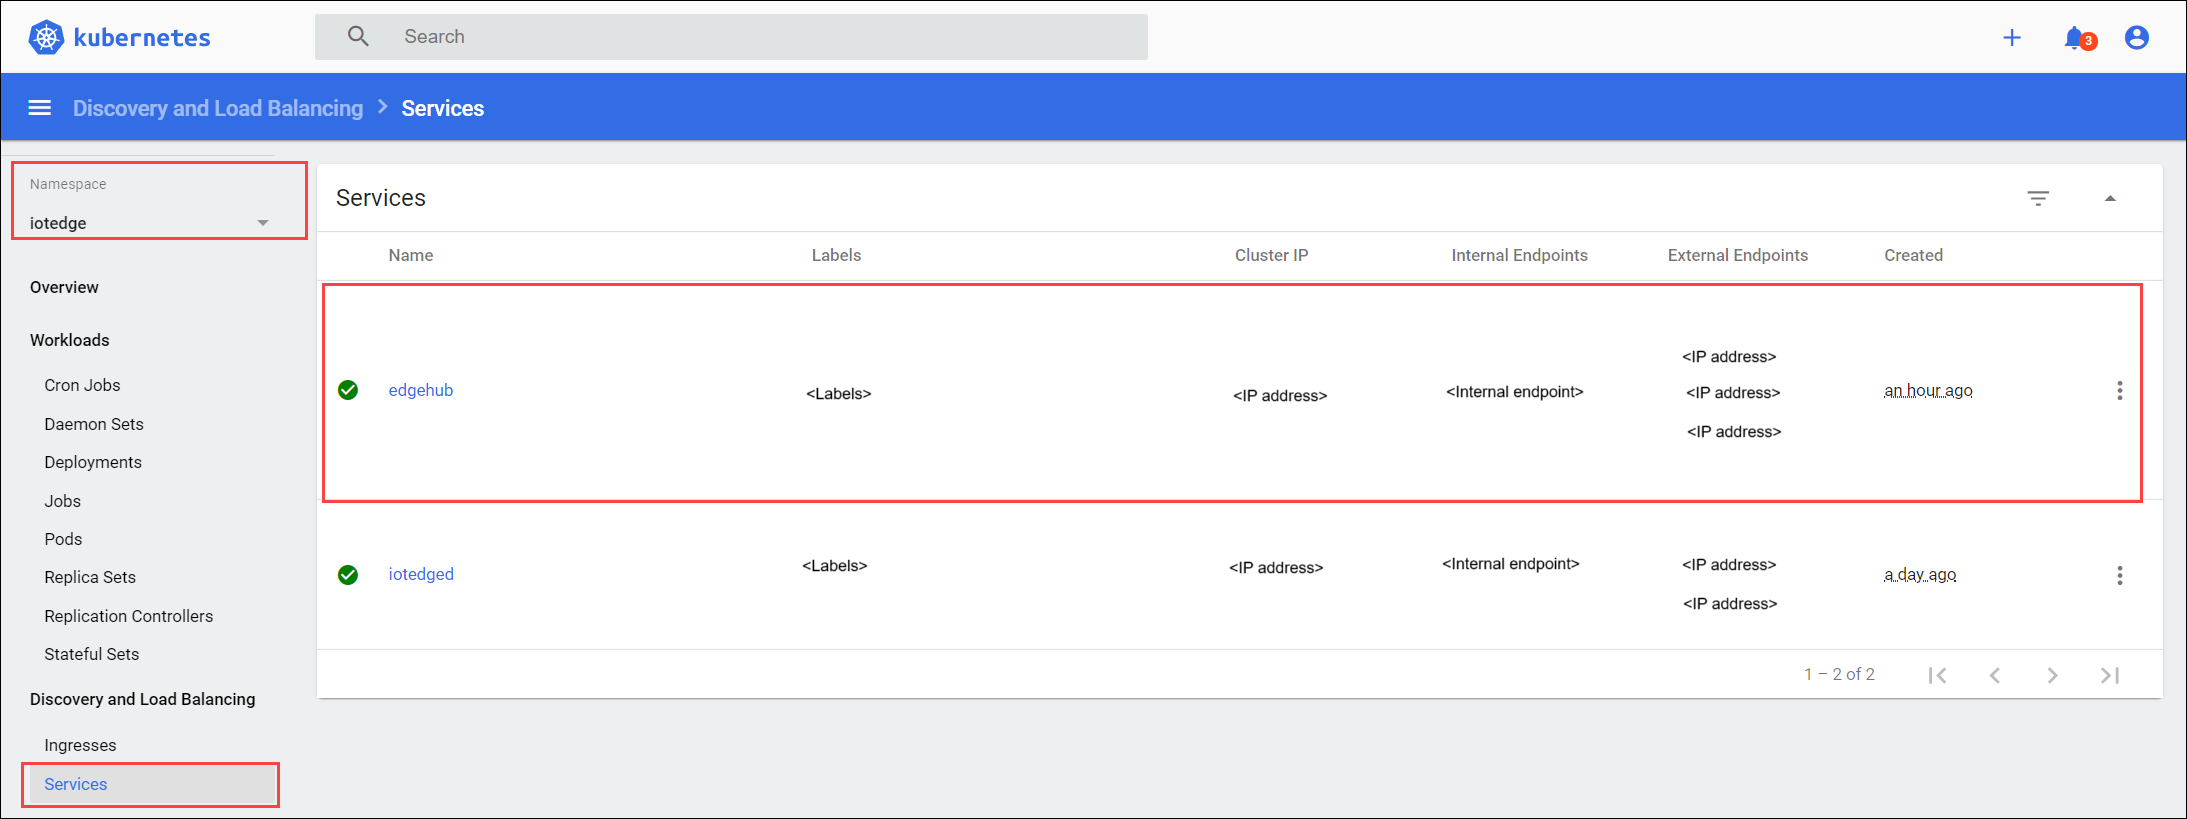 kubernetes
Search
3
Discovery and Load Balancing > Services
Namespace
iotedge
Overview
Workloads
Cron Jobs
Daemon Sets
Deployments
Jobs
Pods
Replica Sets
Replication Controllers
Stateful Sets
Discovery and Load Balancing
Ingresses
Services
Services
Name Labels Cluster IP Internal Endpoints External Endpoints Created
edgehub <Labels> <IP address> <Internal endpoint> <IP address> an hour ago
<IP address>
<IP address>
iotedged <Labels> <IP address> <Internal endpoint> <IP address> a day ago
<IP address>
1 – 2 of 2